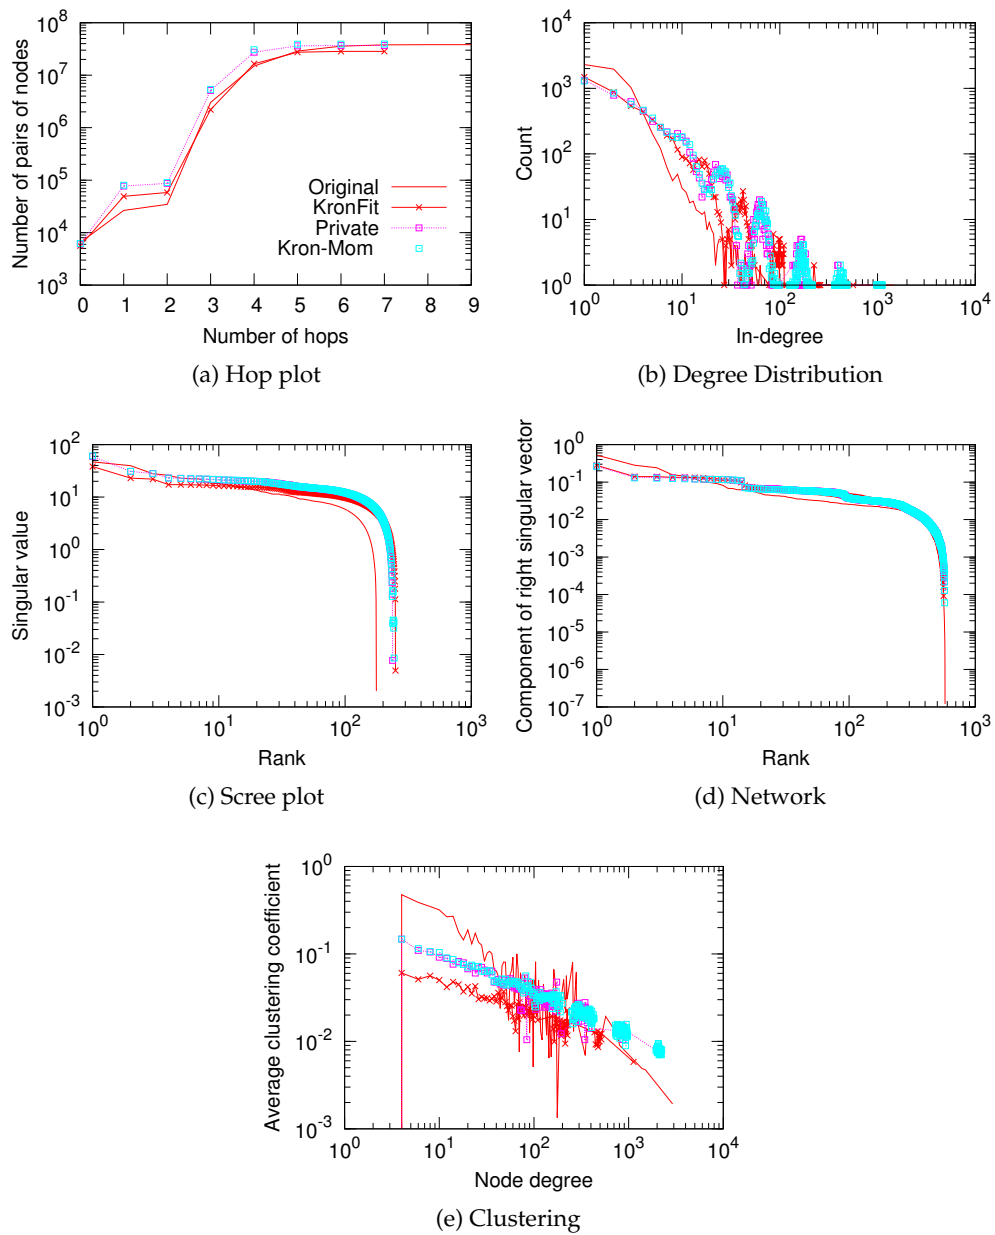 10^8
10^7
10^6
10^5
10^4
10^3
Number of pairs of nodes
Original
KronFit
Private
Kron-Mom
0 1 2 3 4 5 6 7 8 9
Number of hops
(a) Hop plot
10^4
10^3
10^2
10^1
10^0
Count
10^0 10^1 10^2 10^3 10^4
In-degree
(b) Degree Distribution
10^2
10^1
10^0
10^-1
10^-2
10^-3
Singular value
10^0 10^1 10^2 10^3
Rank
(c) Scree plot
10^0
10^-1
10^-2
10^-3
10^-4
10^-5
10^-6
10^-7
Component of right singular vector
10^0 10^1 10^2 10^3
Rank
(d) Network
10^0
10^-1
10^-2
10^-3
Average clustering coefficient
10^0 10^1 10^2 10^3 10^4
Node degree
(e) Clustering